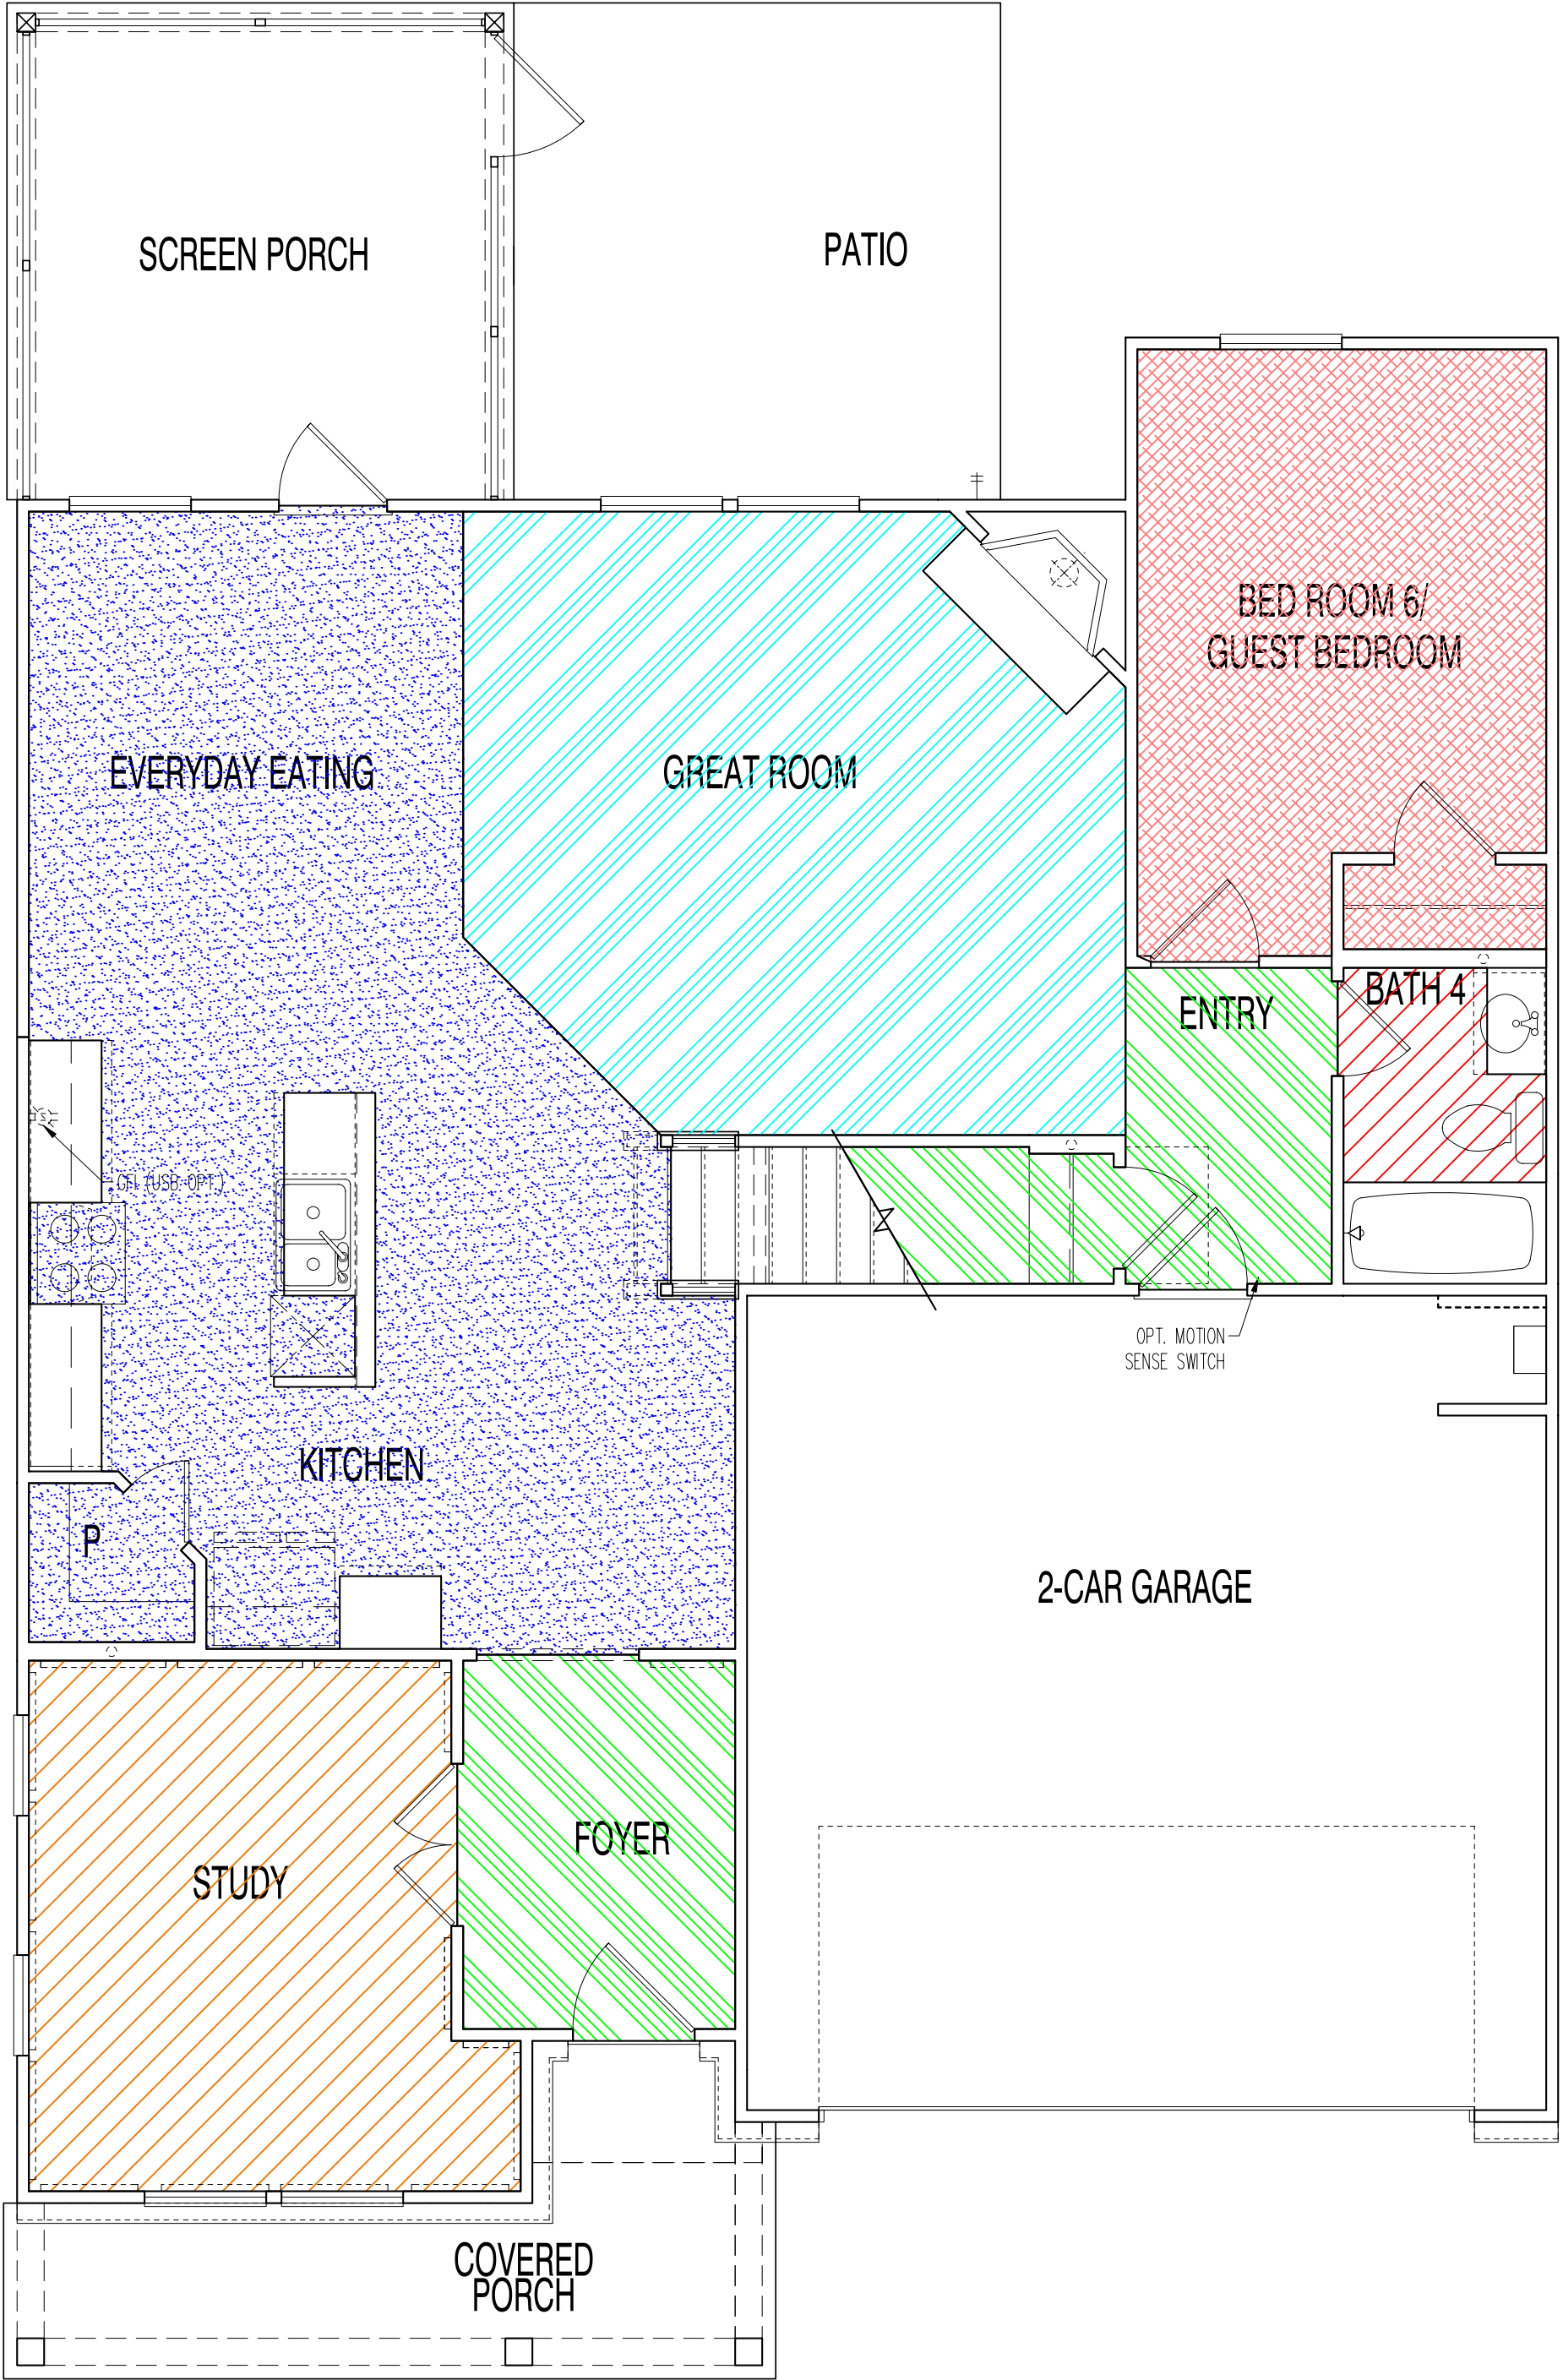 SCREEN PORCH
PATIO
BED ROOM 6/
GUEST BEDROOM
EVERYDAY EATING
GREAT ROOM
ENTRY
BATH 4
GFI (USB OPT.)
OPT. MOTION
SENSE SWITCH
KITCHEN
P
2-CAR GARAGE
FOYER
STUDY
COVERED
PORCH